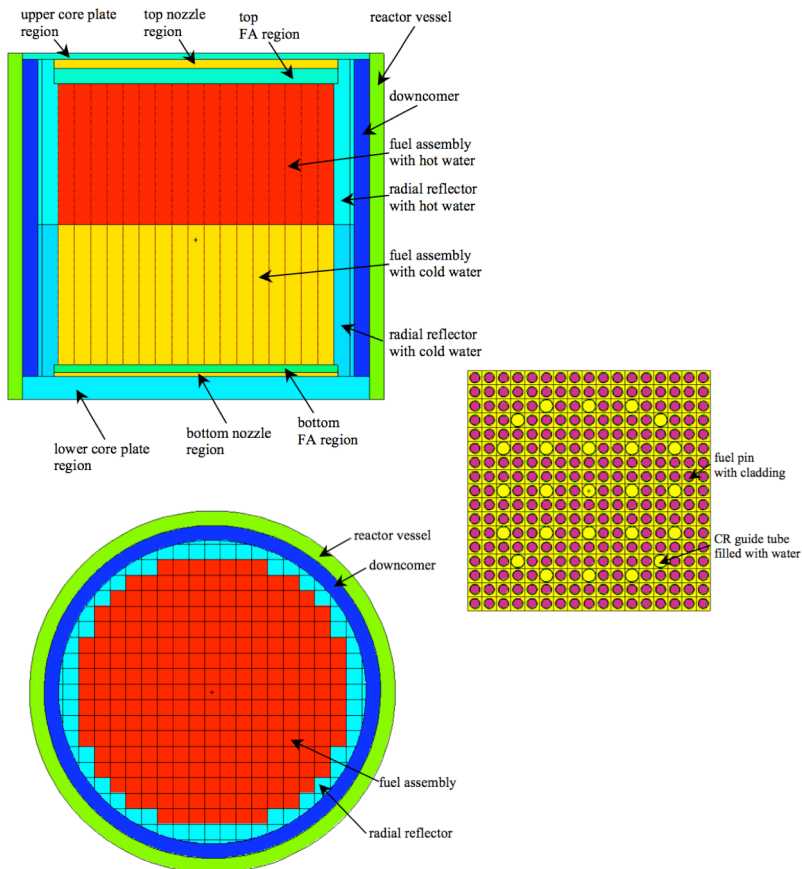 upper core plate
region
top nozzle
region
top
FA region
reactor vessel
downcomer
fuel assembly
with hot water
radial reflector
with hot water
fuel assembly
with cold water
radial reflector
with cold water
lower core plate
region
bottom nozzle
region
bottom
FA region
fuel pin
with cladding
CR guide tube
filled with water
reactor vessel
downcomer
fuel assembly
radial reflector